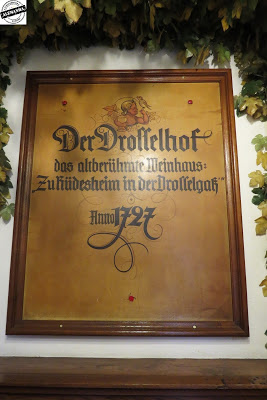 Der Drosselhof
das altberühmte Weinhaus:
"Zu Rüdesheim in der Drosselgaß"
Anno 1727